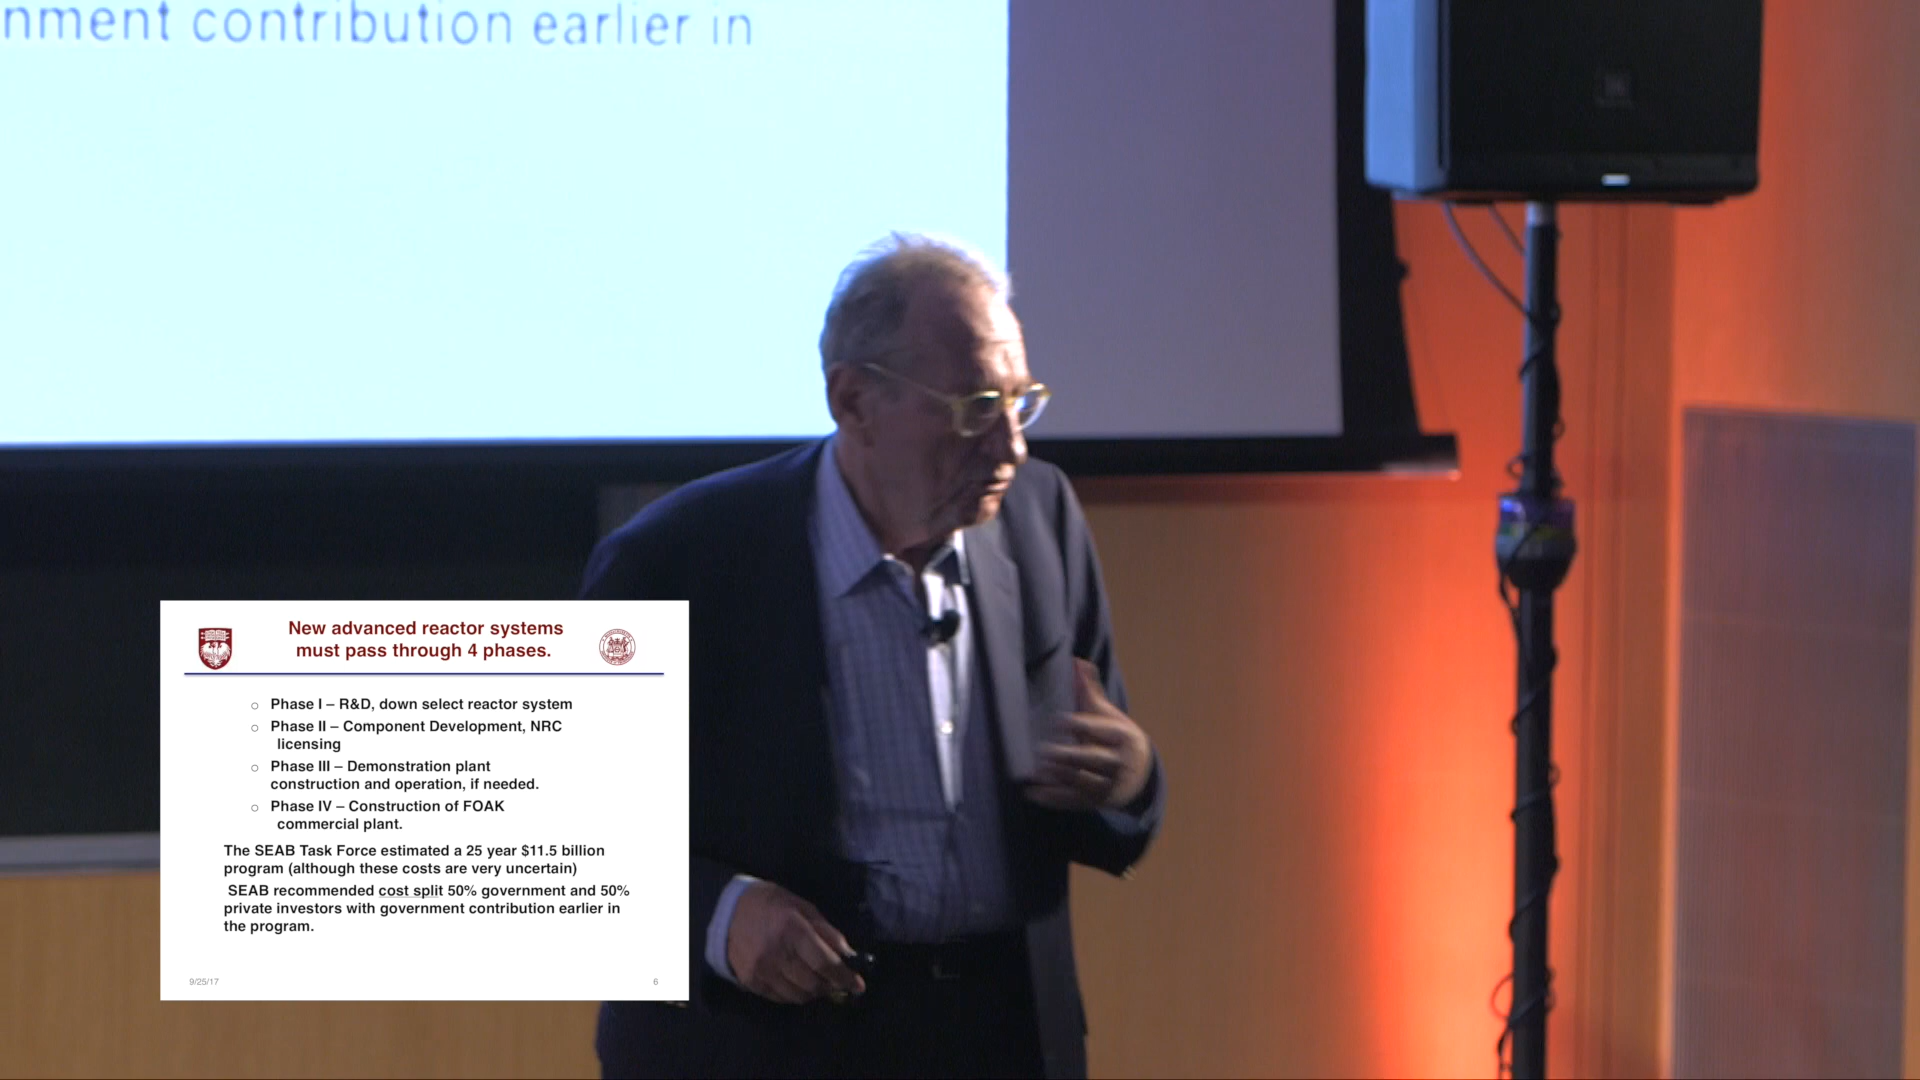 nment contribution earlier in
New advanced reactor systems
must pass through 4 phases.
○ Phase I – R&D, down select reactor system
○ Phase II – Component Development, NRC
licensing
○ Phase III – Demonstration plant
construction and operation, if needed.
○ Phase IV – Construction of FOAK
commercial plant.
The SEAB Task Force estimated a 25 year $11.5 billion
program (although these costs are very uncertain)
SEAB recommended cost split 50% government and 50%
private investors with government contribution earlier in
the program.
9/25/17
6